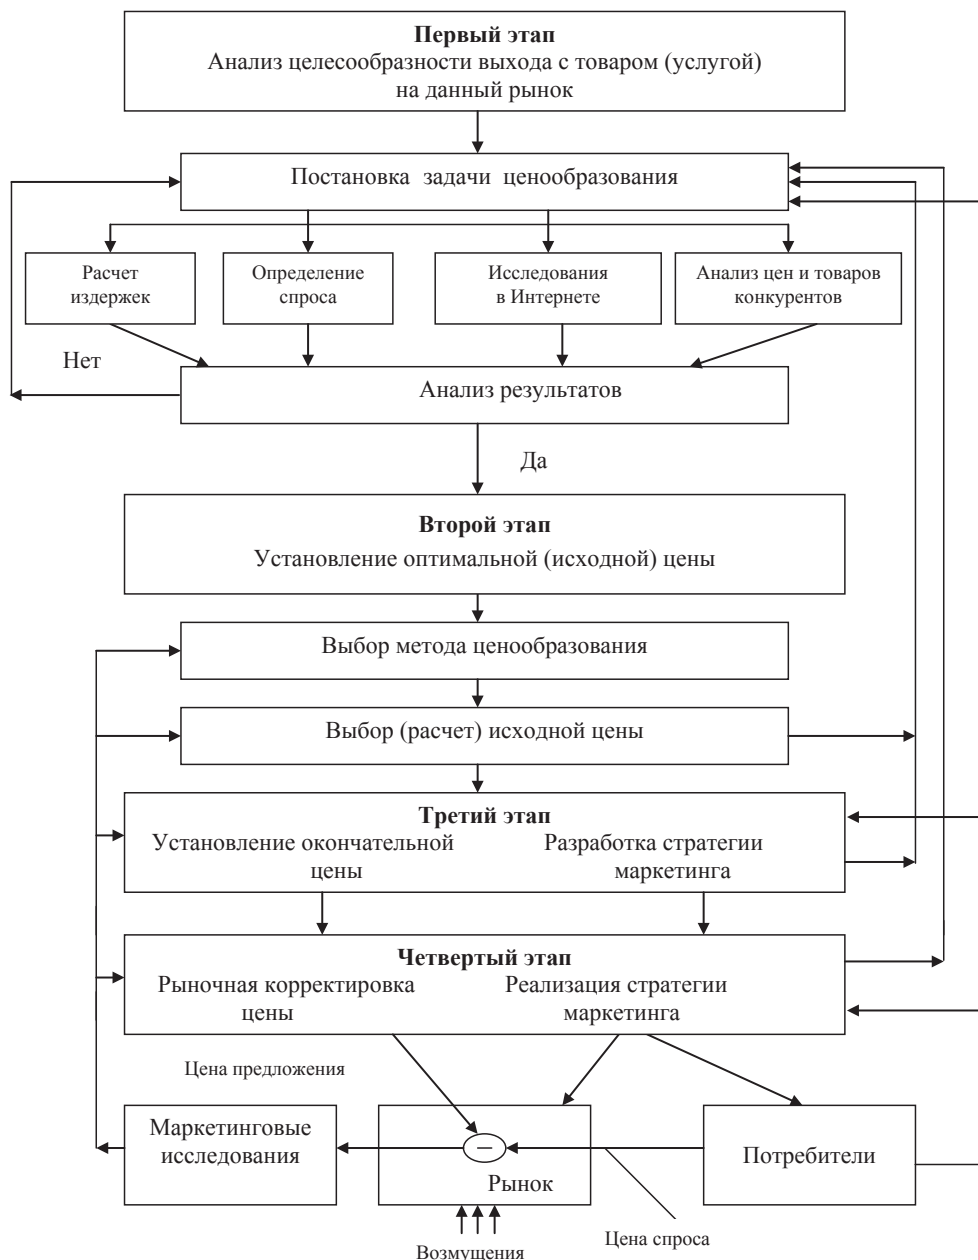 Первый этап
Анализ целесообразности выхода с товаром (услугой)
на данный рынок
Постановка задачи ценообразования
Расчет
издержек
Определение
спроса
Исследования
в Интернете
Анализ цен и товаров
конкурентов
Нет
Анализ результатов
Да
Второй этап
Установление оптимальной (исходной) цены
Выбор метода ценообразования
Выбор (расчет) исходной цены
Третий этап
Установление окончательной
цены
Разработка стратегии
маркетинга
Четвертый этап
Рыночная корректировка
цены
Реализация стратегии
маркетинга
Цена предложения
Маркетинговые
исследования
–
Рынок
Потребители
Цена спроса
Возмущения